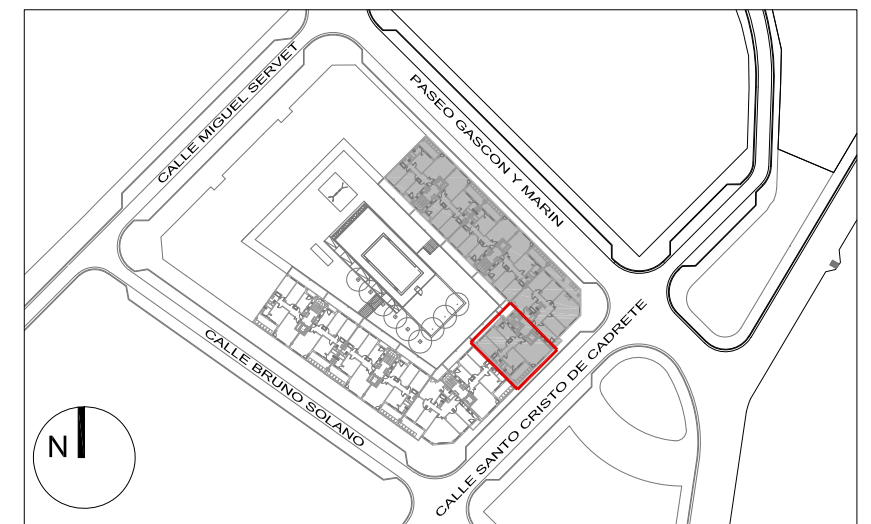 CALLE MIGUEL SERVET
PASEO GASCON Y MARIN
CALLE BRUNO SOLANO
CALLE SANTO CRISTO DE CADRETE
N